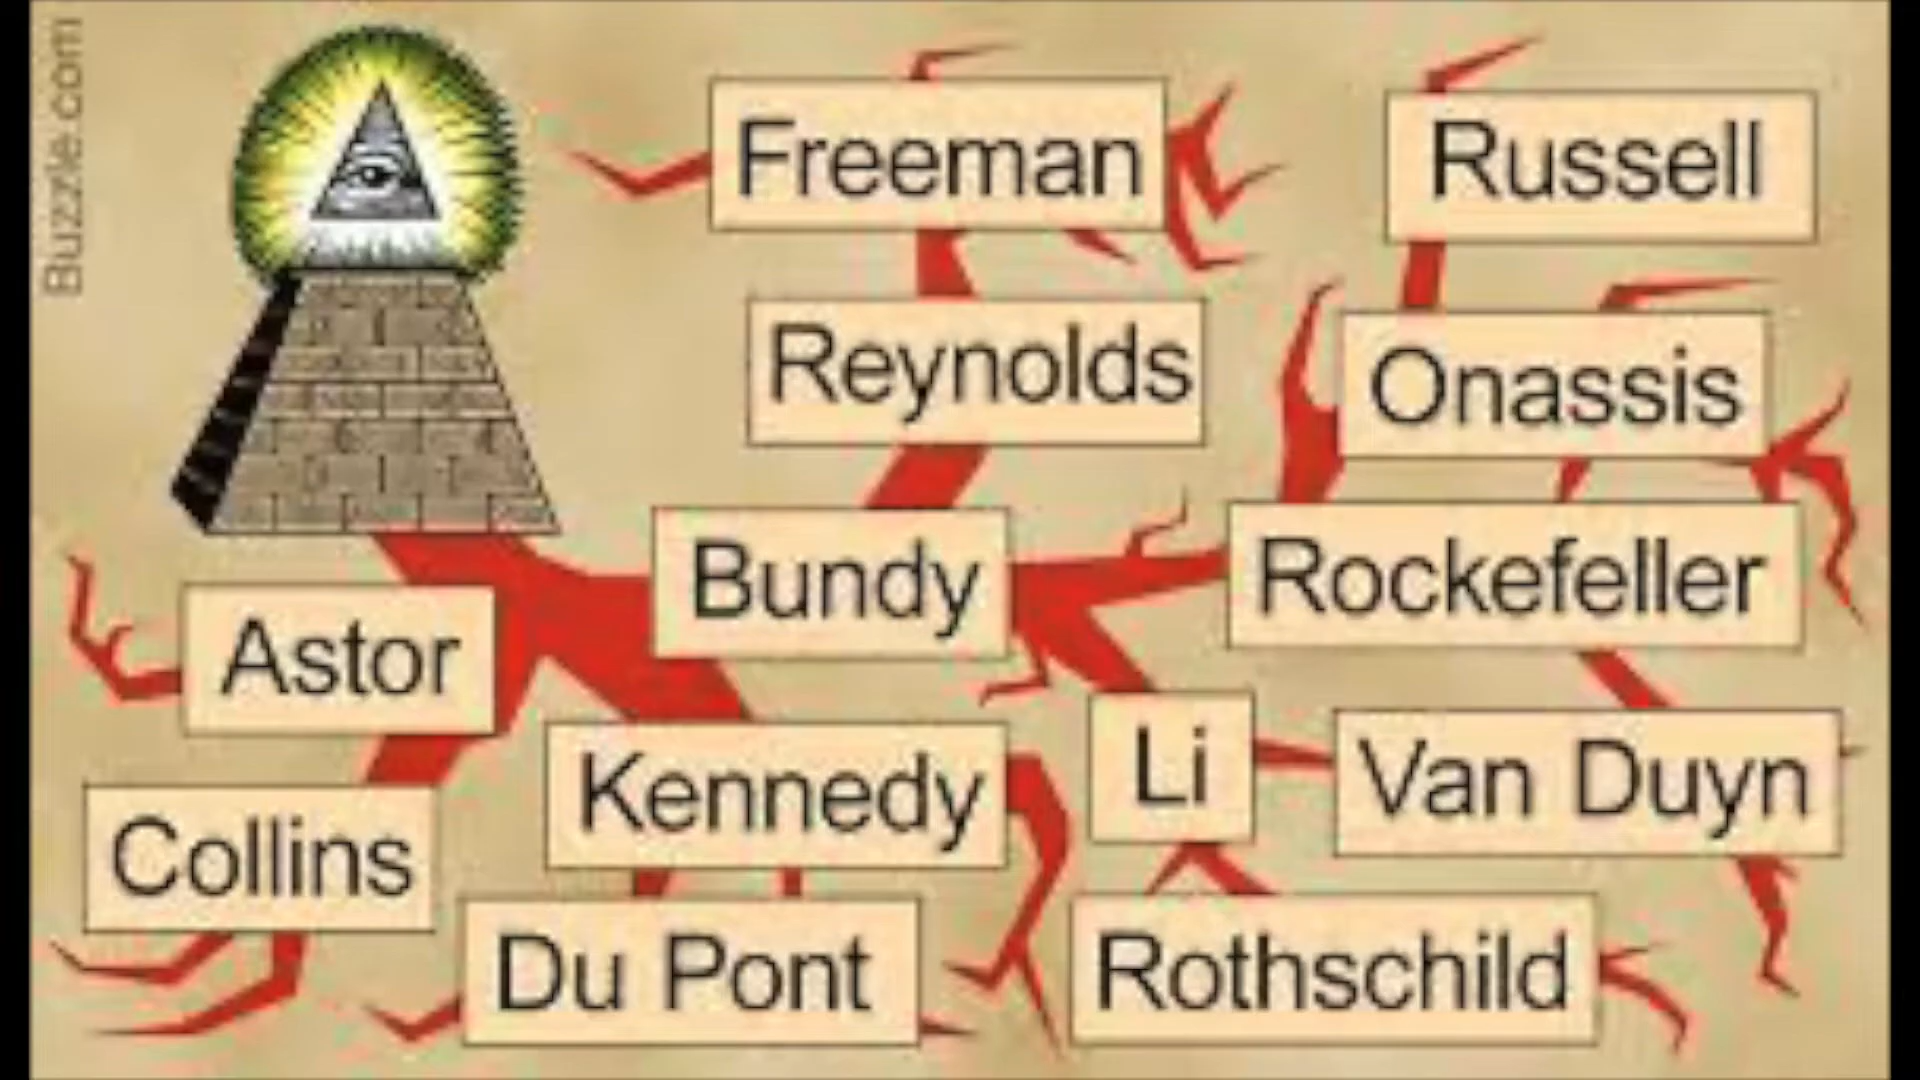 Buzzle.com
Freeman
Russell
Reynolds
Onassis
Bundy
Rockefeller
Astor
Kennedy
Li
Van Duyn
Collins
Du Pont
Rothschild